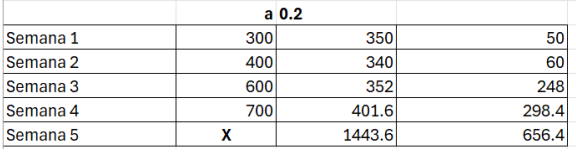 a 0.2
Semana 1 300 350 50
Semana 2 400 340 60
Semana 3 600 352 248
Semana 4 700 401.6 298.4
Semana 5 X 1443.6 656.4